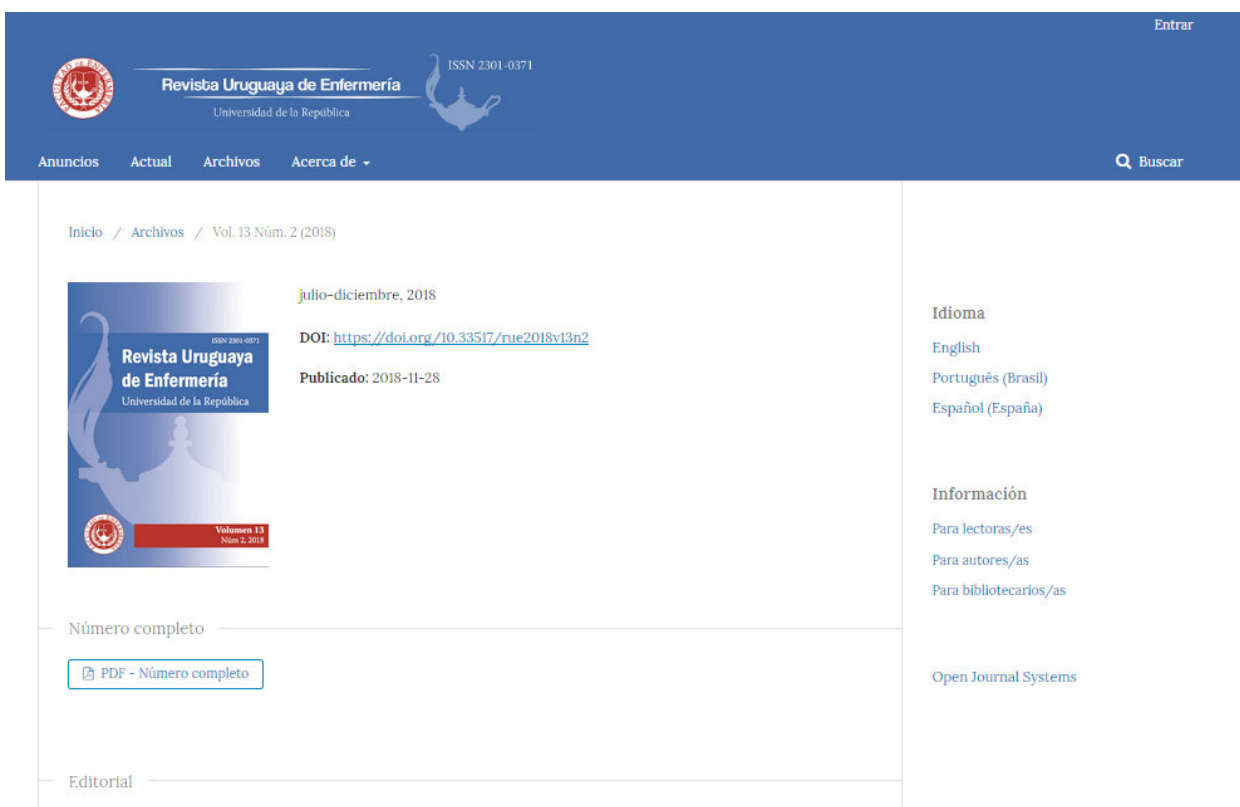 Entrar
ISSN 2301-0371
Revista Uruguaya de Enfermería
Universidad de la República
Anuncios Actual Archivos Acerca de
Buscar
Inicio / Archivos / Vol. 13 Núm. 2 (2018)
ISSN 2301-0371
Revista Uruguaya
de Enfermería
Universidad de la República
Volumen 13
Núm 2, 2018
julio-diciembre, 2018
DOI: https://doi.org/10.33517/rue2018v13n2
Publicado: 2018-11-28
Número completo
PDF - Número completo
Editorial
Idioma
English
Português (Brasil)
Español (España)
Información
Para lectoras/es
Para autores/as
Para bibliotecarios/as
Open Journal Systems